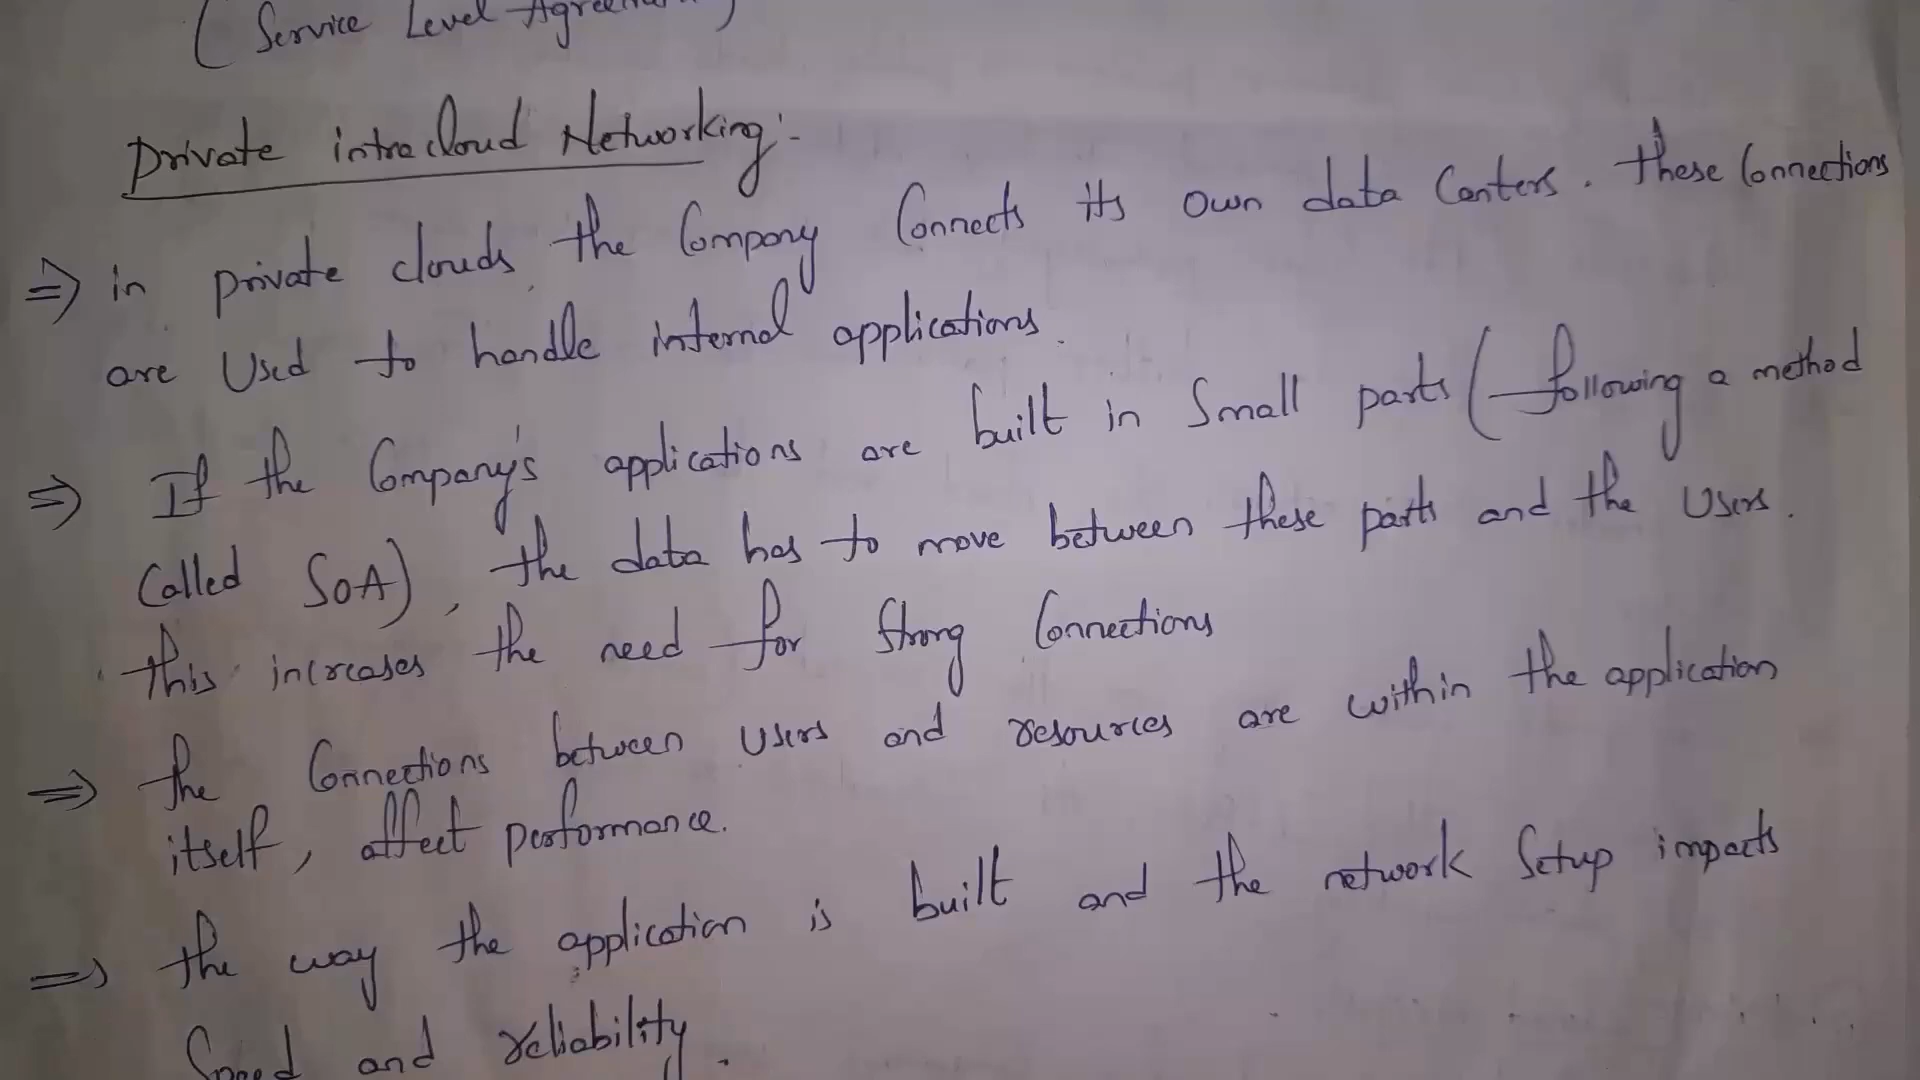 (Service Level Agreement)
Private intracloud Networking:-
⇒ in private clouds, the Company Connects its own data Centers. these Connections
are Used to handle internal applications.
⇒ If the Company's applications are built in Small parts (following a method
Called SOA), the data has to move between these parts and the Users.
this increases the need for Strong Connections
⇒ the Connections between Users and resources are within the application
itself, affect performance.
⇒ the way the application is built and the network Setup impacts
Speed and reliability.